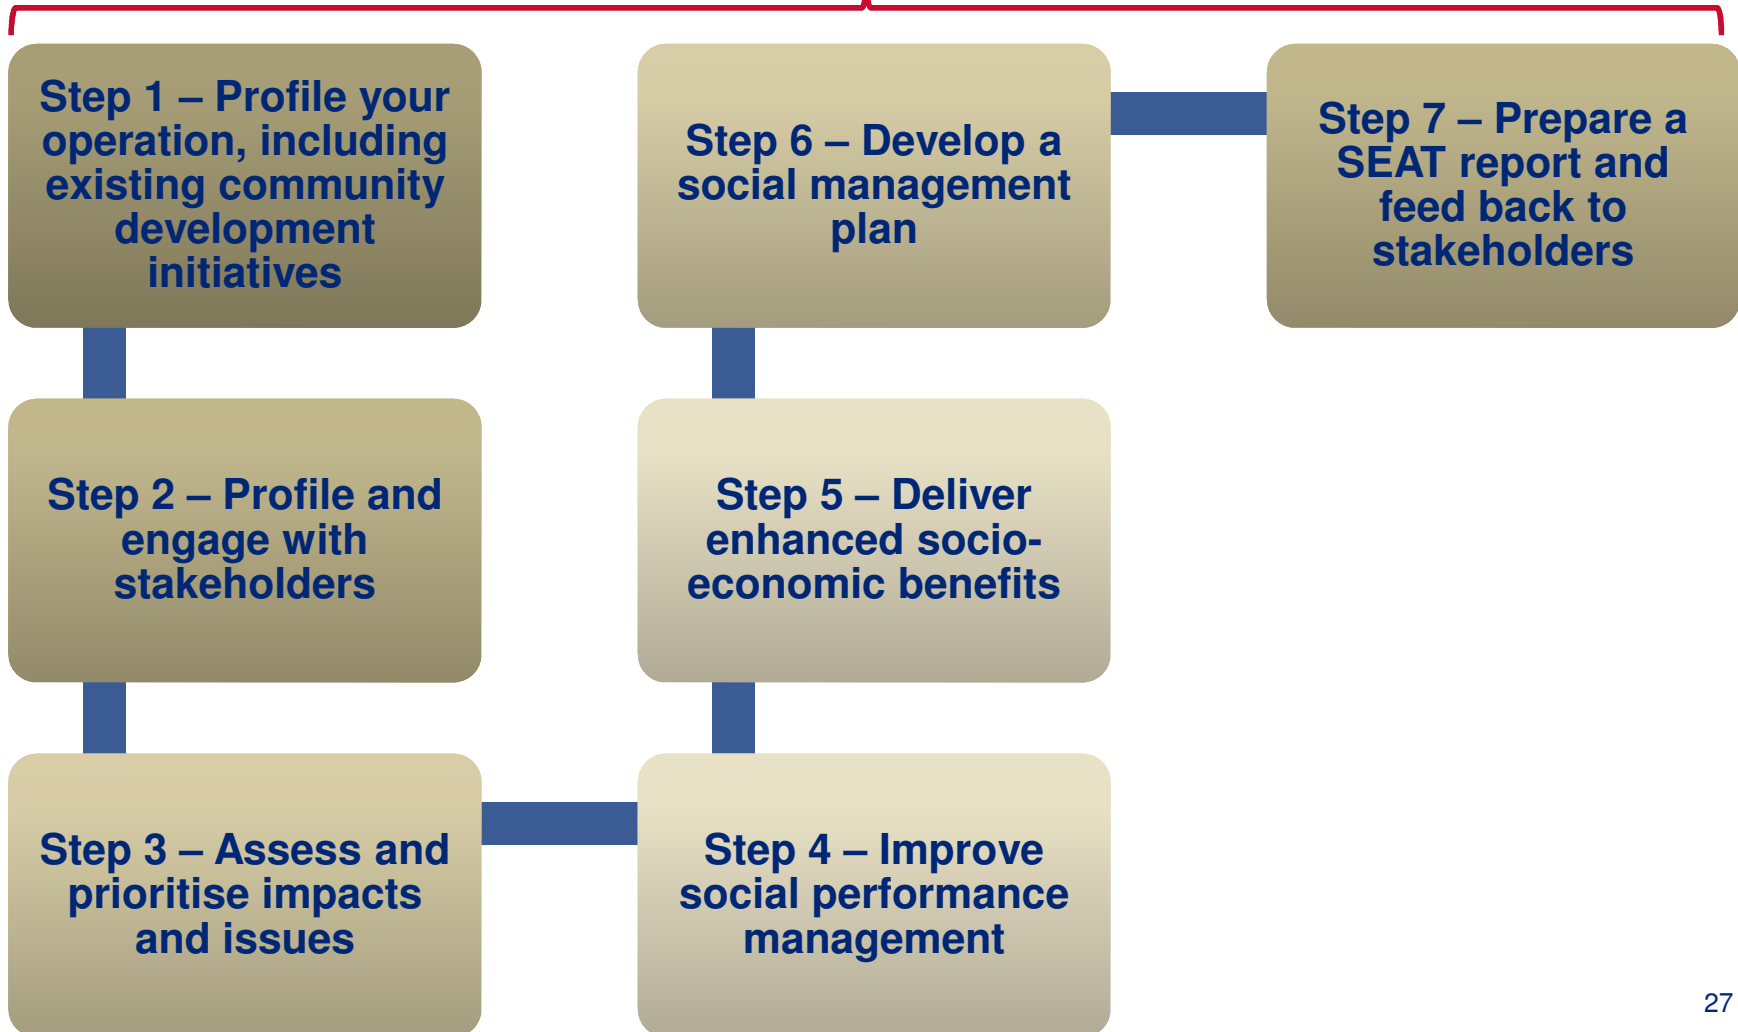 Step 1 – Profile your
operation, including
existing community
development
initiatives
Step 2 – Profile and
engage with
stakeholders
Step 3 – Assess and
prioritise impacts
and issues
Step 4 – Improve
social performance
management
Step 5 – Deliver
enhanced socio-
economic benefits
Step 6 – Develop a
social management
plan
Step 7 – Prepare a
SEAT report and
feed back to
stakeholders
27